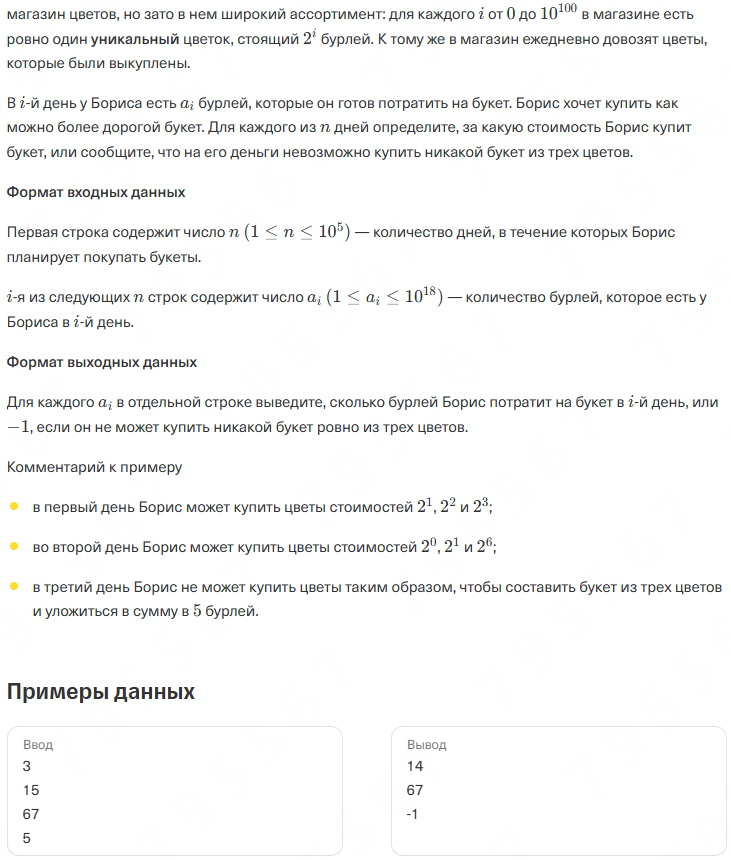 магазин цветов, но зато в нем широкий ассортимент: для каждого i от 0 до 10^100 в магазине есть
ровно один уникальный цветок, стоящий 2^i бурлей. К тому же в магазин ежедневно довозят цветы,
которые были выкуплены.
В i-й день у Бориса есть a_i бурлей, которые он готов потратить на букет. Борис хочет купить как
можно более дорогой букет. Для каждого из n дней определите, за какую стоимость Борис купит
букет, или сообщите, что на его деньги невозможно купить никакой букет из трех цветов.
Формат входных данных
Первая строка содержит число n (1 ≤ n ≤ 10^5) — количество дней, в течение которых Борис
планирует покупать букеты.
i-я из следующих n строк содержит число a_i (1 ≤ a_i ≤ 10^18) — количество бурлей, которое есть у
Бориса в i-й день.
Формат выходных данных
Для каждого a_i в отдельной строке выведите, сколько бурлей Борис потратит на букет в i-й день, или
−1, если он не может купить никакой букет ровно из трех цветов.
Комментарий к примеру
в первый день Борис может купить цветы стоимостей 2^1, 2^2 и 2^3;
во второй день Борис может купить цветы стоимостей 2^0, 2^1 и 2^6;
в третий день Борис не может купить цветы таким образом, чтобы составить букет из трех цветов
и уложиться в сумму в 5 бурлей.
Примеры данных
Ввод
3
15
67
5
Вывод
14
67
-1